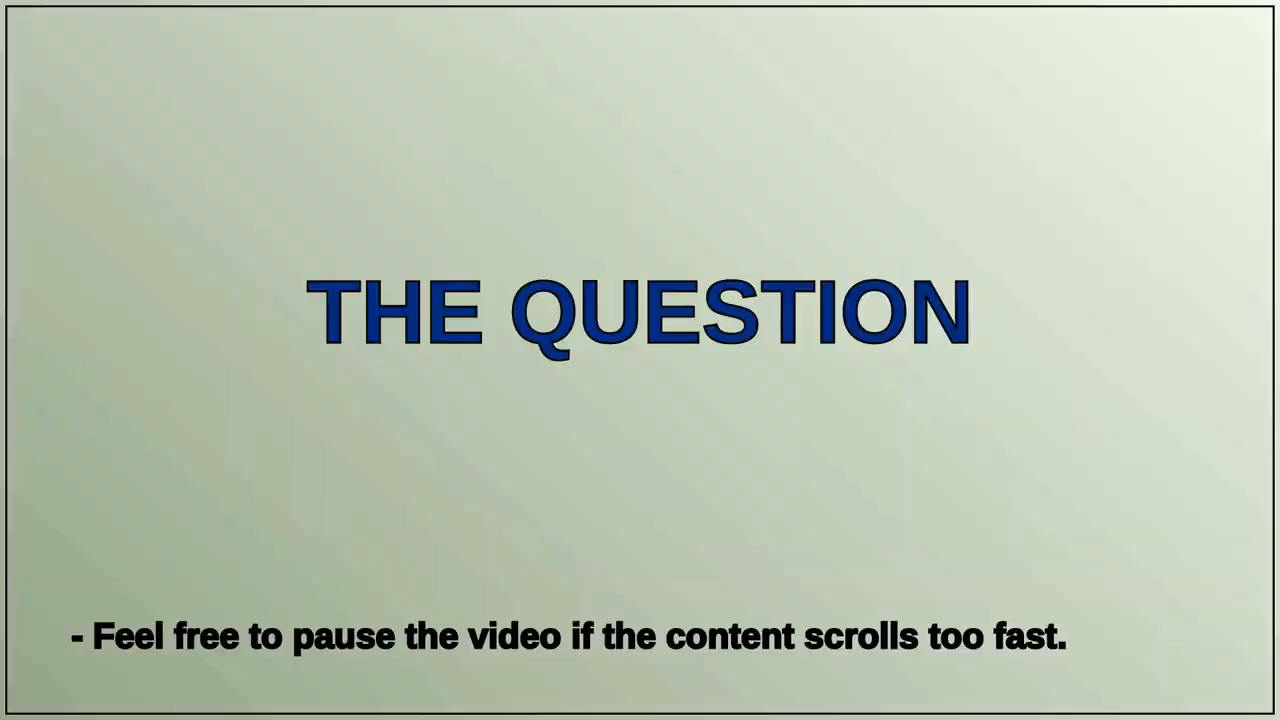 THE QUESTION
- Feel free to pause the video if the content scrolls too fast.